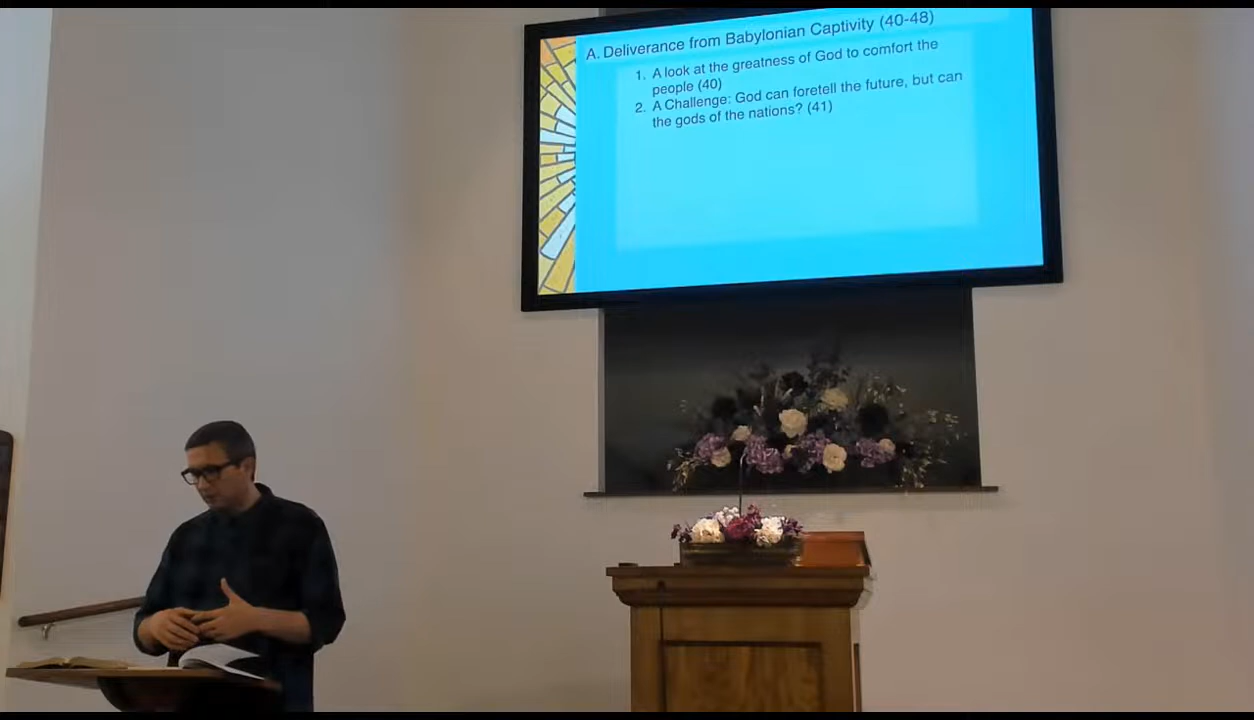 A. Deliverance from Babylonian Captivity (40-48)
1. A look at the greatness of God to comfort the
people (40)
2. A Challenge: God can foretell the future, but can
the gods of the nations? (41)